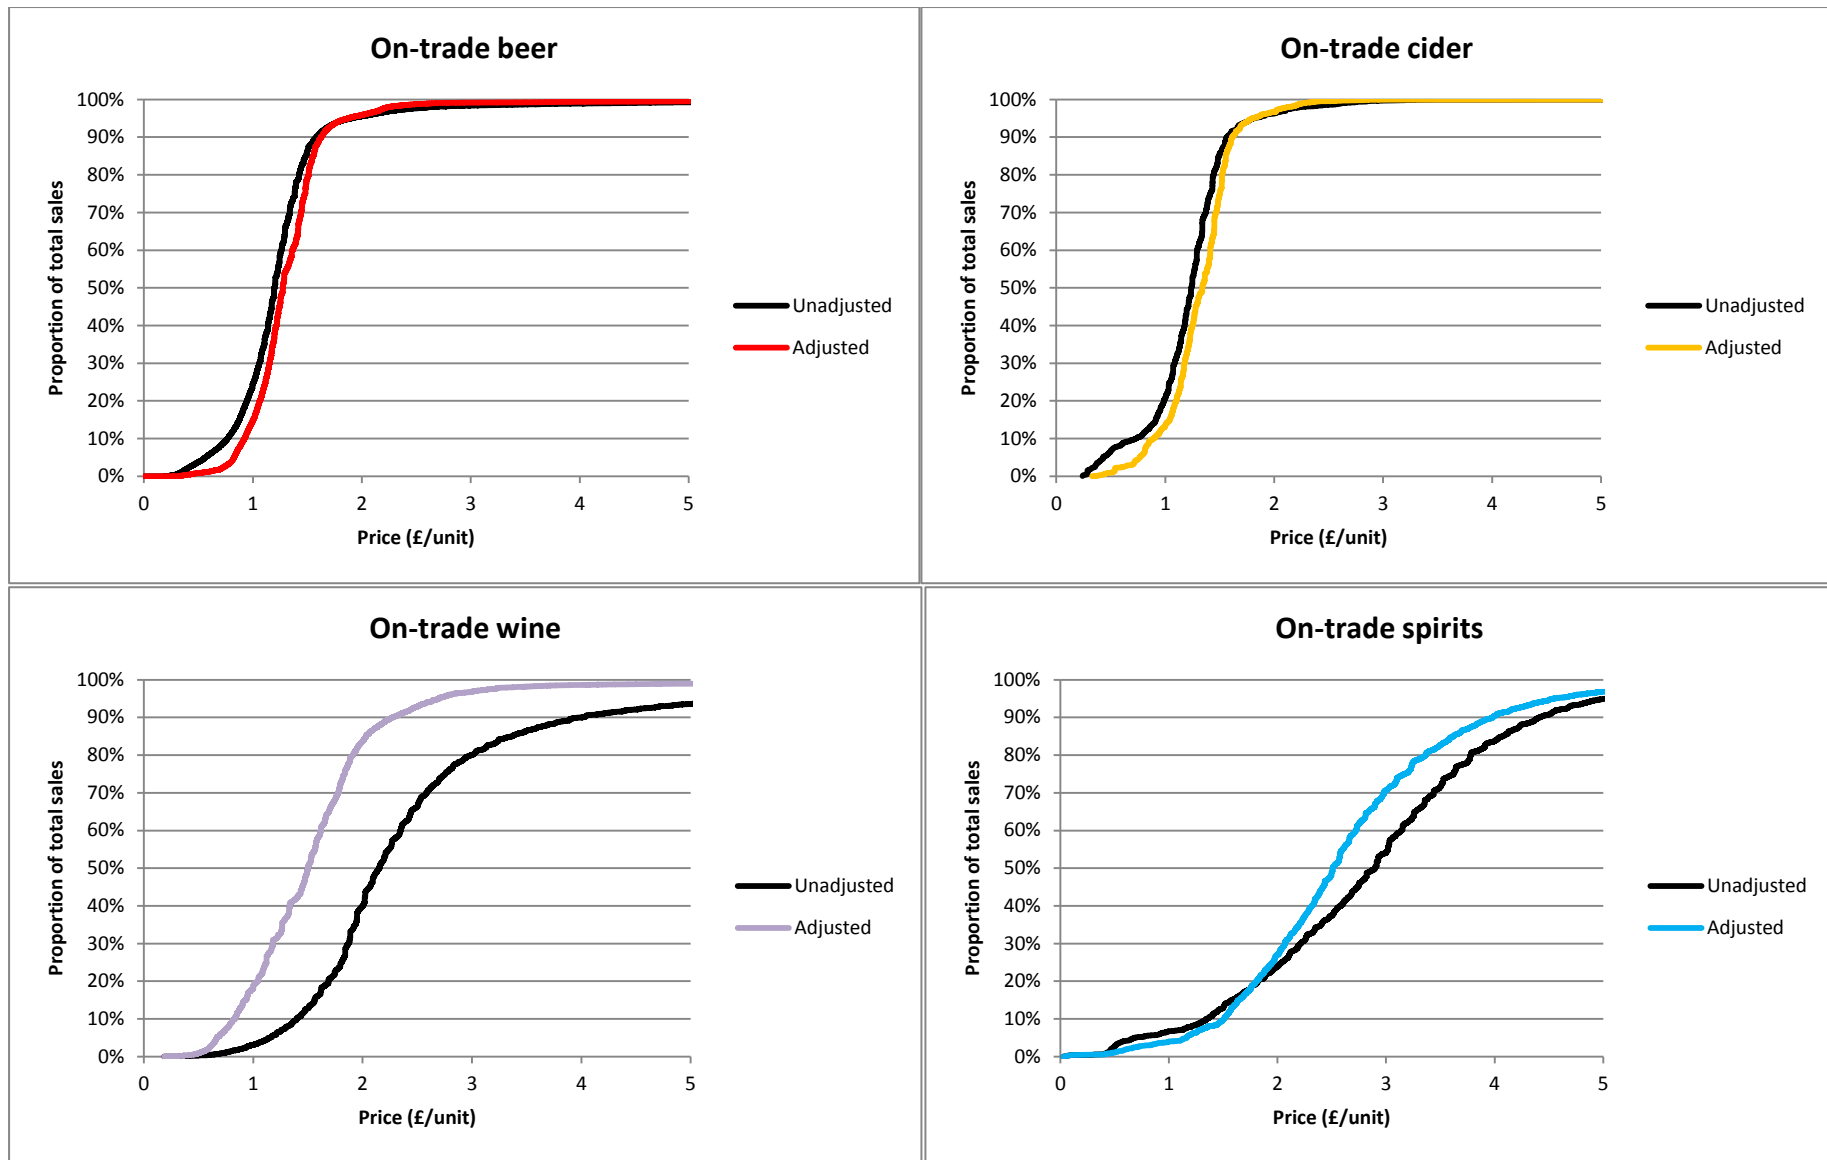 On-trade beer
100%
90%
80%
70%
60%
50%
40%
30%
20%
10%
0%
Proportion of total sales
0 1 2 3 4 5
Price (£/unit)
Unadjusted
Adjusted
On-trade cider
100%
90%
80%
70%
60%
50%
40%
30%
20%
10%
0%
Proportion of total sales
0 1 2 3 4 5
Price (£/unit)
Unadjusted
Adjusted
On-trade wine
100%
90%
80%
70%
60%
50%
40%
30%
20%
10%
0%
Proportion of total sales
0 1 2 3 4 5
Price (£/unit)
Unadjusted
Adjusted
On-trade spirits
100%
90%
80%
70%
60%
50%
40%
30%
20%
10%
0%
Proportion of total sales
0 1 2 3 4 5
Price (£/unit)
Unadjusted
Adjusted